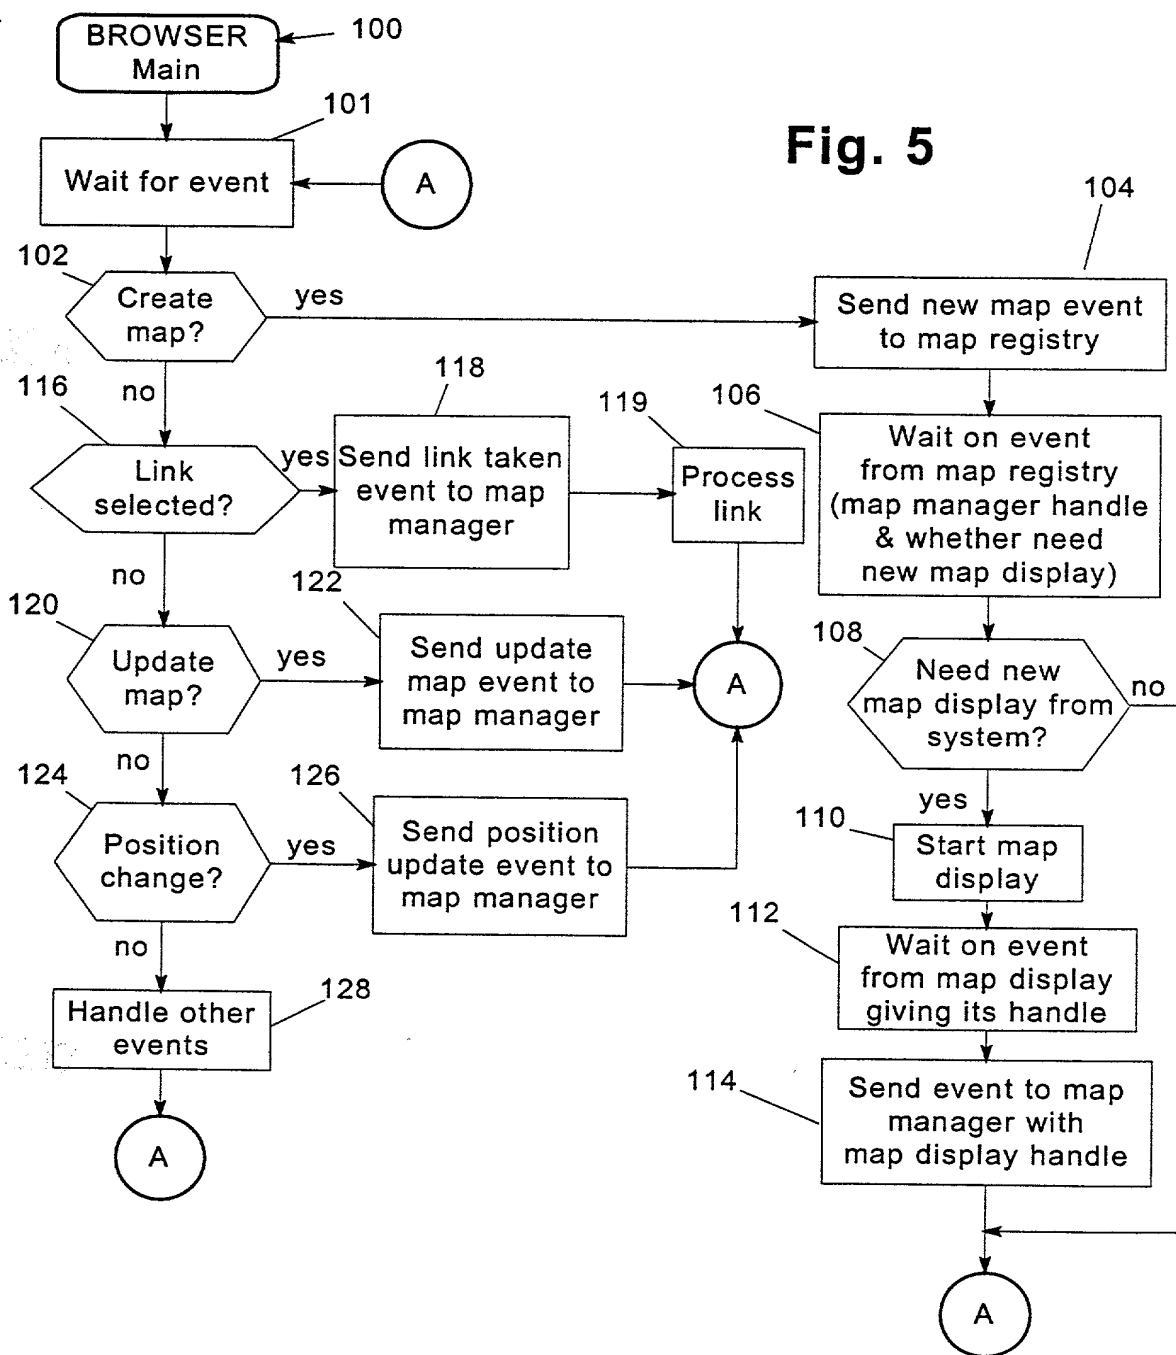 BROWSER
Main
100
101
Wait for event
A
Fig. 5
102
Create
map?
yes
no
104
Send new map event
to map registry
106
Wait on event
from map registry
(map manager handle
& whether need
new map display)
108
Need new
map display from
system?
no
yes
110
Start map
display
112
Wait on event
from map display
giving its handle
114
Send event to map
manager with
map display handle
A
116
Link
selected?
yes
no
118
Send link taken
event to map
manager
119
Process
link
A
120
Update
map?
yes
no
122
Send update
map event to
map manager
124
Position
change?
yes
no
126
Send position
update event to
map manager
128
Handle other
events
A